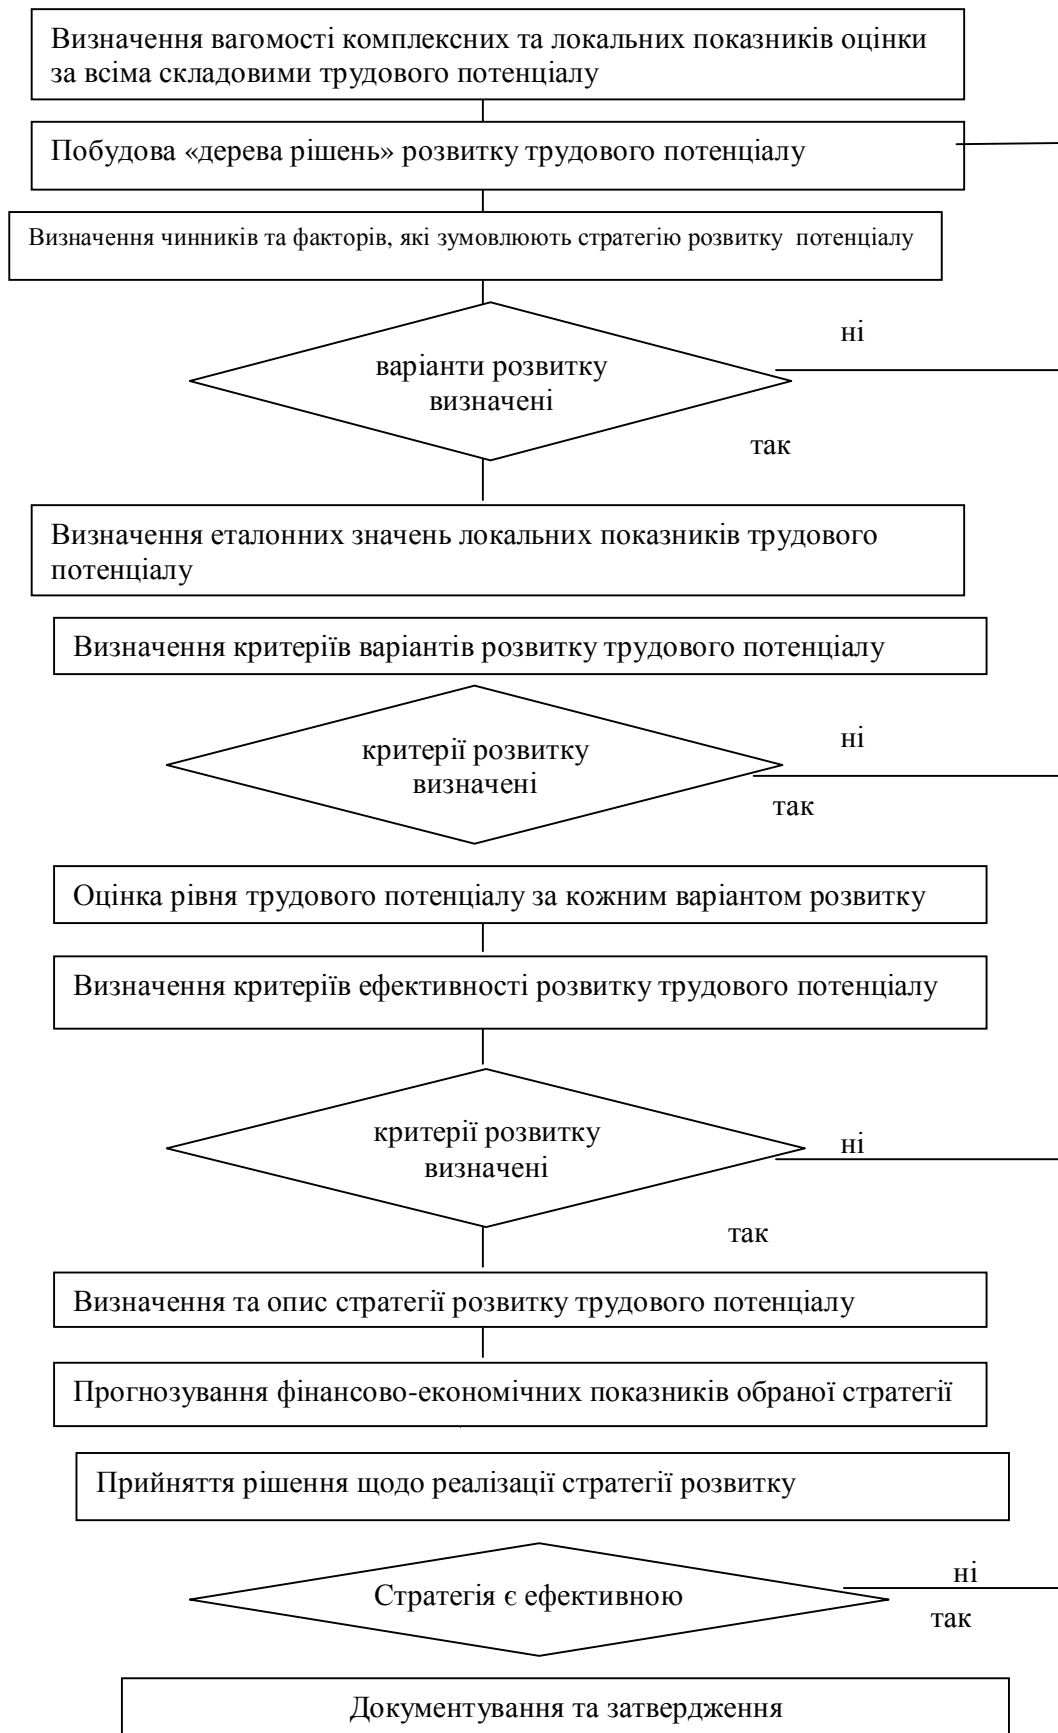 Визначення вагомості комплексних та локальних показників оцінки
за всіма складовими трудового потенціалу
Побудова «дерева рішень» розвитку трудового потенціалу
Визначення чинників та факторів, які зумовлюють стратегію розвитку потенціалу
ні
варіанти розвитку
визначені
так
Визначення еталонних значень локальних показників трудового
потенціалу
Визначення критеріїв варіантів розвитку трудового потенціалу
ні
критерії розвитку
визначені
так
Оцінка рівня трудового потенціалу за кожним варіантом розвитку
Визначення критеріїв ефективності розвитку трудового потенціалу
критерії розвитку
визначені
ні
так
Визначення та опис стратегії розвитку трудового потенціалу
Прогнозування фінансово-економічних показників обраної стратегії
Прийняття рішення щодо реалізації стратегії розвитку
ні
Стратегія є ефективною
так
Документування та затвердження